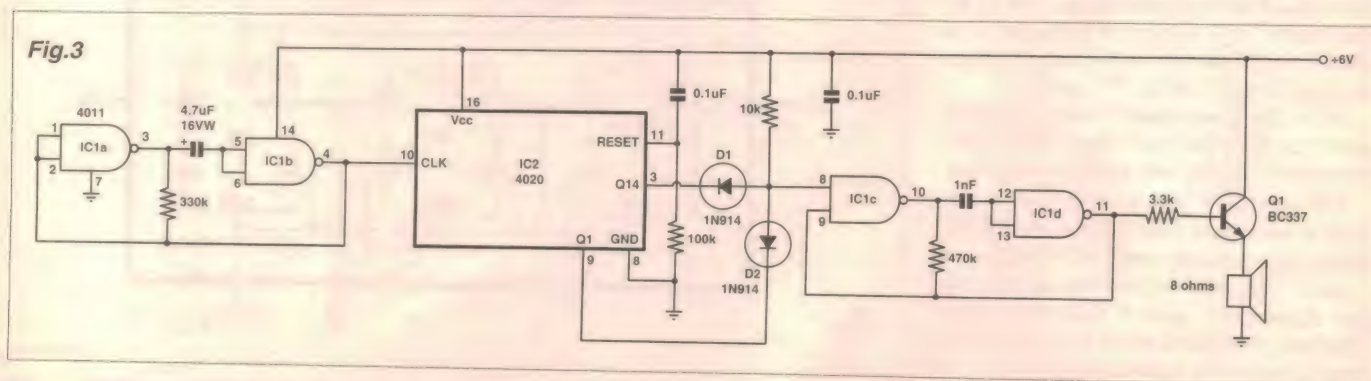 Fig.3
+6V
4011
4.7uF
16VW
1
2
3
IC1a
7
5
6
14
IC1b
4
330k
10
CLK
16
Vcc
IC2
4020
RESET
11
Q14
3
Q1
9
GND
8
0.1uF
100k
10k
D1
1N914
D2
1N914
0.1uF
8
9
IC1c
10
1nF
470k
12
13
IC1d
11
3.3k
Q1
BC337
8 ohms